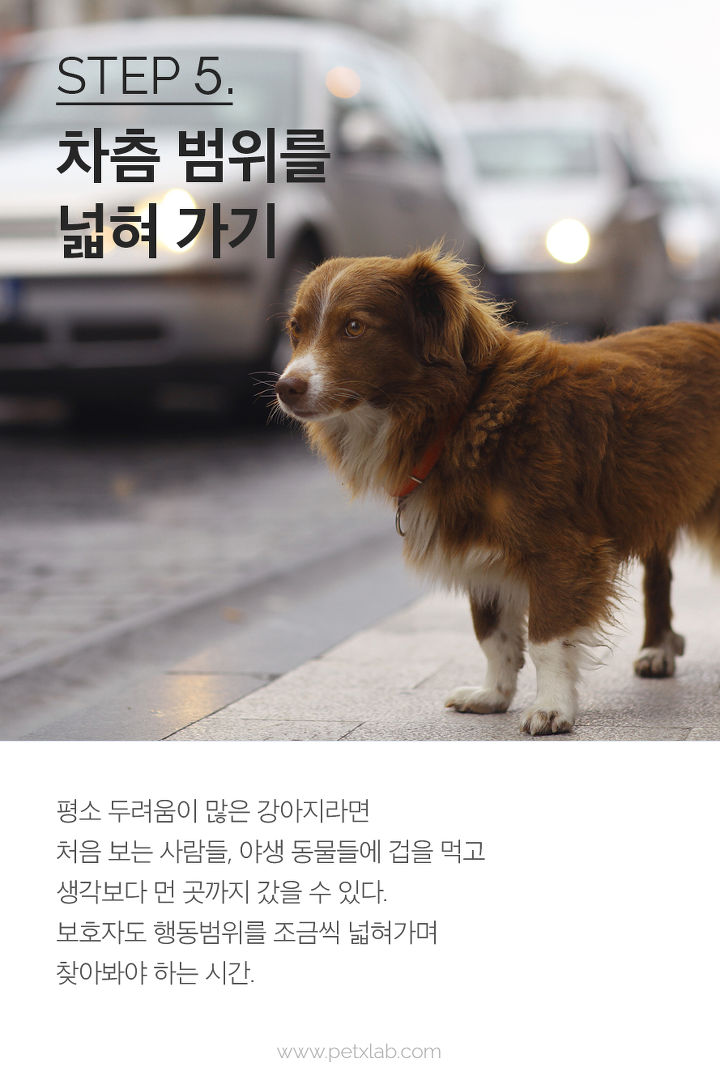 STEP 5.
차츰 범위를
넓혀 가기
평소 두려움이 많은 강아지라면
처음 보는 사람들, 야생 동물들에 겁을 먹고
생각보다 먼 곳까지 갔을 수 있다.
보호자도 행동범위를 조금씩 넓혀가며
찾아봐야 하는 시간.
www.petxlab.com